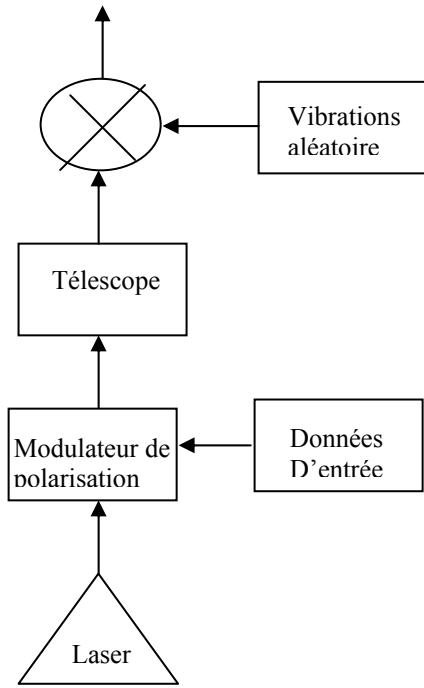 Vibrations
aléatoire
Télescope
Modulateur de
polarisation
Données
D’entrée
Laser